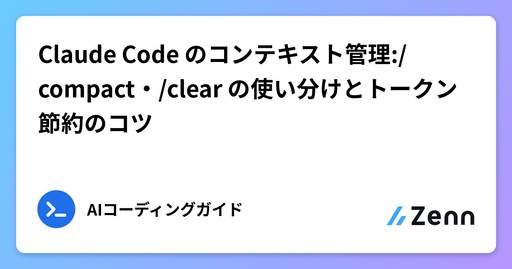 Claude Code のコンテキスト管理:/
compact・/clear の使い分けとトークン
節約のコツ
AIコーディングガイド
Zenn